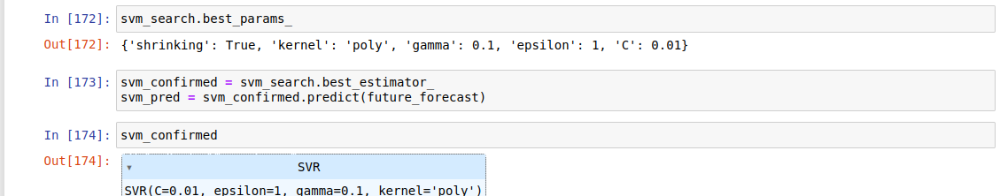 In [172]: svm_search.best_params_
Out[172]: {'shrinking': True, 'kernel': 'poly', 'gamma': 0.1, 'epsilon': 1, 'C': 0.01}
In [173]: svm_confirmed = svm_search.best_estimator_
svm_pred = svm_confirmed.predict(future_forecast)
In [174]: svm_confirmed
Out[174]:
▾ SVR
SVR(C=0.01, epsilon=1, gamma=0.1, kernel='poly')